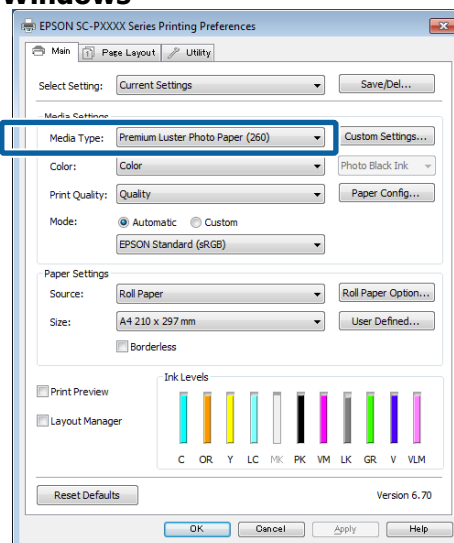 Windows
EPSON SC-PXXXX Series Printing Preferences
Main Page Layout Utility
Select Setting: Current Settings Save/Del...
Media Settings
Media Type: Premium Luster Photo Paper (260) Custom Settings...
Color: Color Photo Black Ink
Print Quality: Quality Paper Config...
Mode: Automatic Custom
EPSON Standard (sRGB)
Paper Settings
Source: Roll Paper Roll Paper Option...
Size: A4 210 x 297 mm User Defined...
Borderless
Ink Levels
Print Preview
Layout Manager
C OR Y LC MK PK VM LK GR V VLM
Reset Defaults Version 6.70
OK Cancel Apply Help